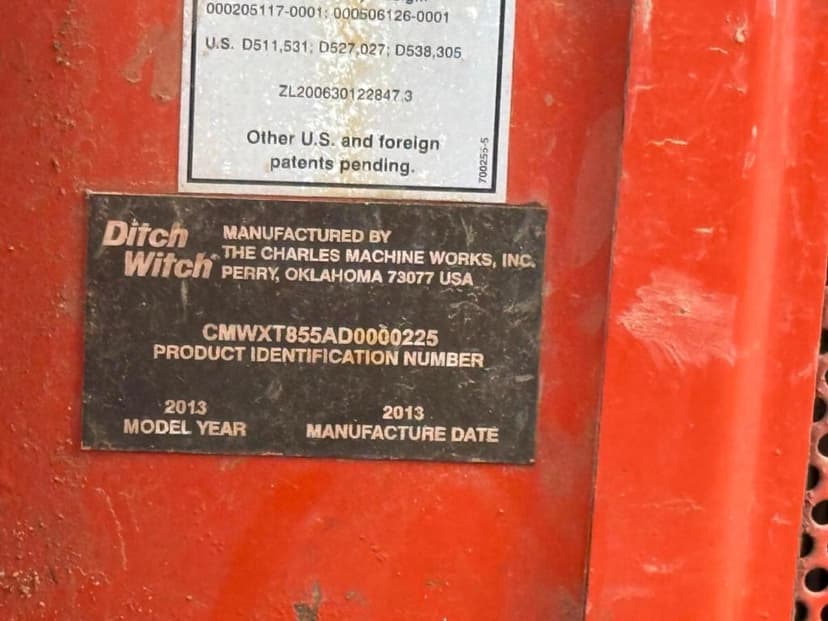 000205117-0001; 000506126-0001
U.S. D511,531; D527,027; D538,305
ZL200630122847.3
Other U.S. and foreign
patents pending.
700255-5
Ditch
Witch
MANUFACTURED BY
THE CHARLES MACHINE WORKS, INC.
PERRY, OKLAHOMA 73077 USA
CMWXT855AD0000225
PRODUCT IDENTIFICATION NUMBER
2013
MODEL YEAR
2013
MANUFACTURE DATE